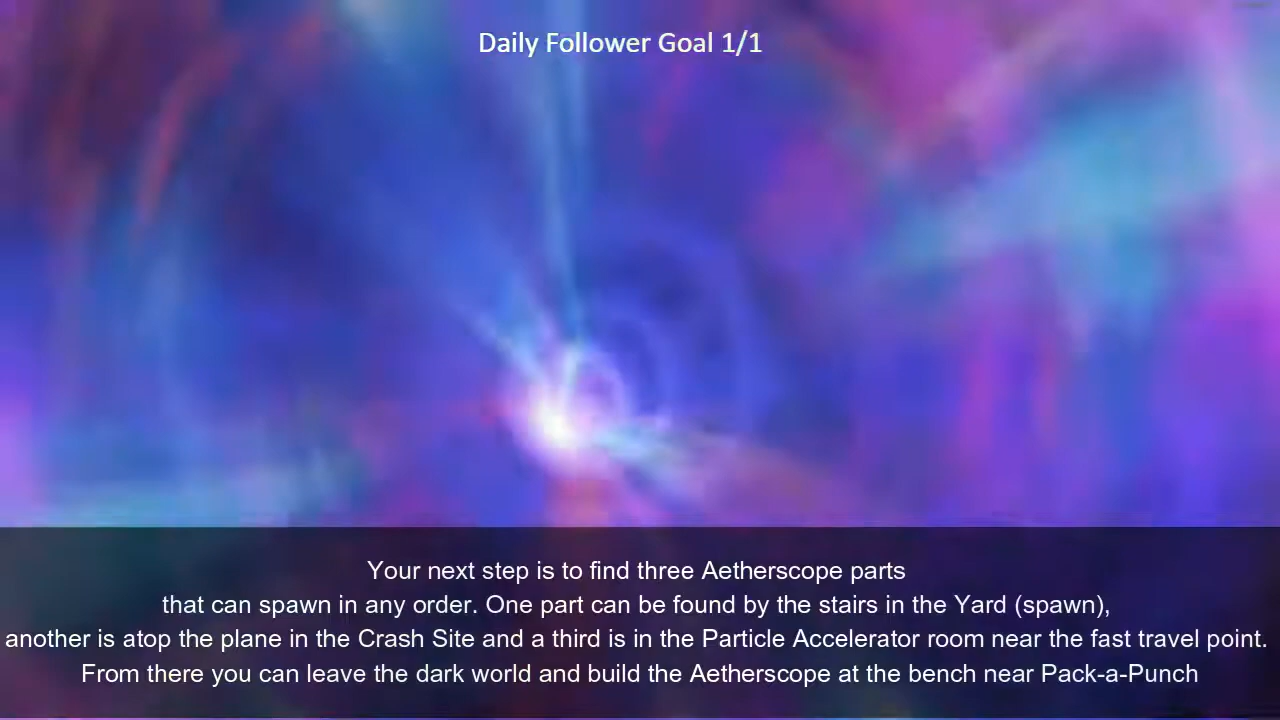 Daily Follower Goal 1/1
Your next step is to find three Aetherscope parts
that can spawn in any order. One part can be found by the stairs in the Yard (spawn),
another is atop the plane in the Crash Site and a third is in the Particle Accelerator room near the fast travel point.
From there you can leave the dark world and build the Aetherscope at the bench near Pack-a-Punch